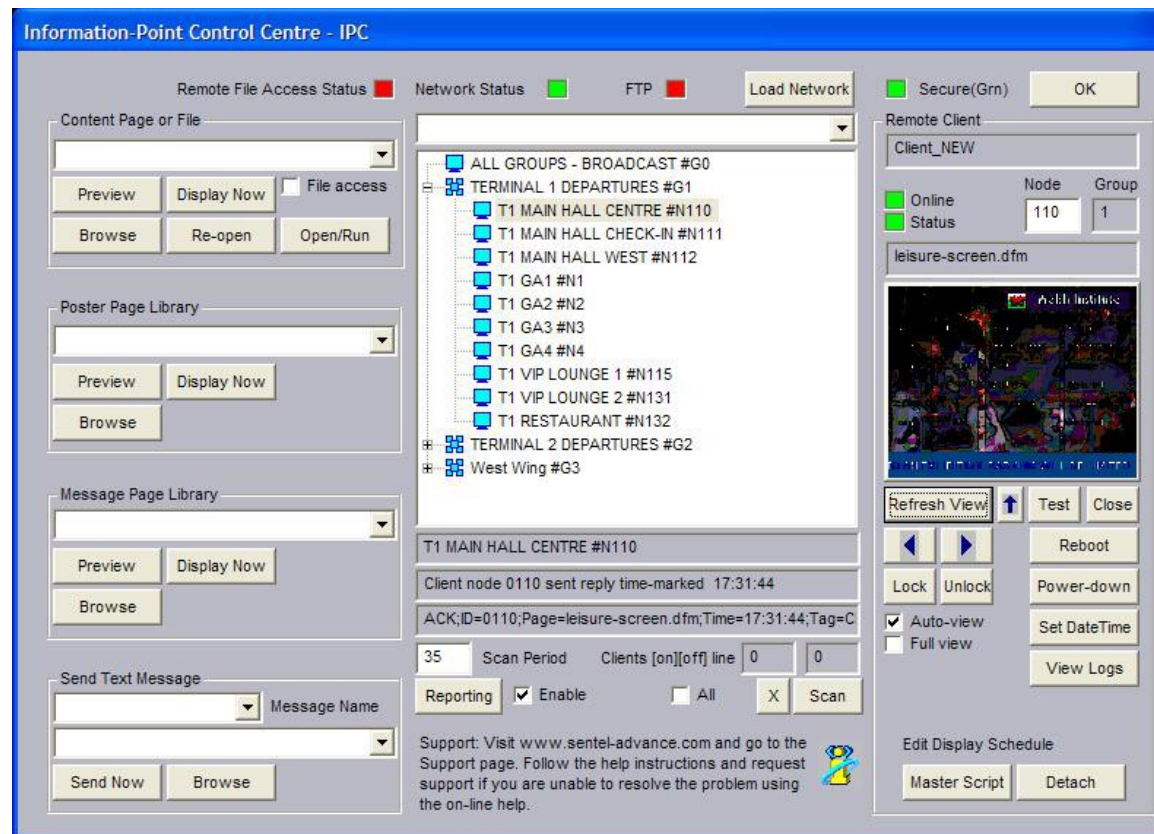 Information-Point Control Centre - IPC
Remote File Access Status
Network Status
FTP
Load Network
Secure(Grn)
OK
Content Page or File
Preview
Display Now
File access
Browse
Re-open
Open/Run
Poster Page Library
Preview
Display Now
Browse
Message Page Library
Preview
Display Now
Browse
Send Text Message
Message Name
Send Now
Browse
ALL GROUPS - BROADCAST #G0
TERMINAL 1 DEPARTURES #G1
T1 MAIN HALL CENTRE #N110
T1 MAIN HALL CHECK-IN #N111
T1 MAIN HALL WEST #N112
T1 GA1 #N1
T1 GA2 #N2
T1 GA3 #N3
T1 GA4 #N4
T1 VIP LOUNGE 1 #N115
T1 VIP LOUNGE 2 #N131
T1 RESTAURANT #N132
TERMINAL 2 DEPARTURES #G2
West Wing #G3
T1 MAIN HALL CENTRE #N110
Client node 0110 sent reply time-marked 17:31:44
ACK;ID=0110;Page=leisure-screen.dfm;Time=17:31:44;Tag=C
35
Scan Period
Clients [on][off] line
0
0
Reporting
Enable
All
X
Scan
Support: Visit www.sentel-advance.com and go to the
Support page. Follow the help instructions and request
support if you are unable to resolve the problem using
the on-line help.
Remote Client
Client_NEW
Online
Status
Node
Group
110
1
leisure-screen.dfm
Institute
Refresh View
Test
Close
Reboot
Lock
Unlock
Power-down
Auto-view
Full view
Set DateTime
View Logs
Edit Display Schedule
Master Script
Detach